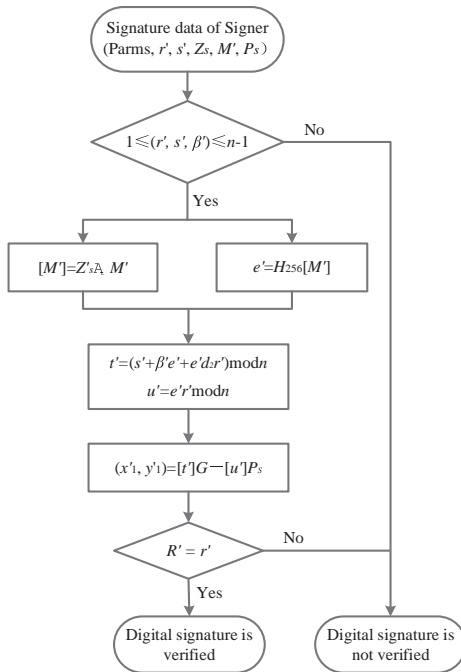 Signature data of Signer
(Parms, r', s', Zs, M', Ps)
1≤(r', s', β')≤n-1
No
Yes
[M']=Z'sA̧ M'
e'=H256[M']
t'=(s'+β'e'+e'd2r')modn
u'=e'r'modn
(x'1, y'1)=[t']G—[u']Ps
R' = r'
No
Yes
Digital signature is
verified
Digital signature is
not verified